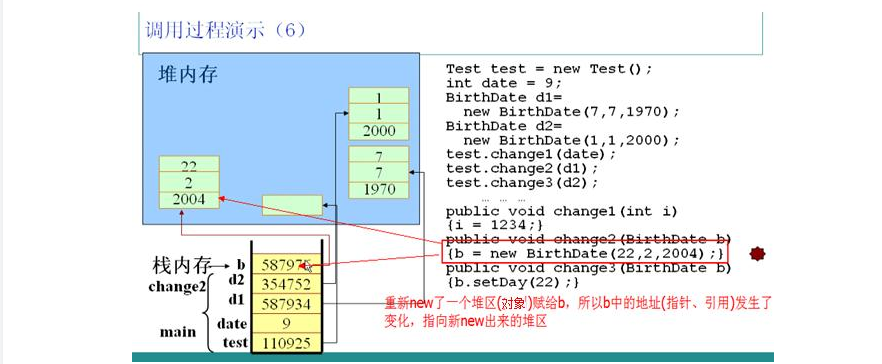 调用过程演示（6）
堆内存
1
1
2000
7
7
1970
22
2
2004
栈内存
change2
main
b
d2
d1
date
test
354752
587934
9
110925
Test test = new Test();
int date = 9;
BirthDate d1=
new BirthDate(7,7,1970);
BirthDate d2=
new BirthDate(1,1,2000);
test.change1(date);
test.change2(d1);
test.change3(d2);
… … …
public void change1(int i)
{i = 1234;}
public void change2(BirthDate b)
{b = new BirthDate(22,2,2004);}
public void change3(BirthDate b)
{b.setDay(22);}
重新new了一个堆区(对象)赋给b，所以b中的地址(指针、引用)发生了
变化，指向新new出来的堆区